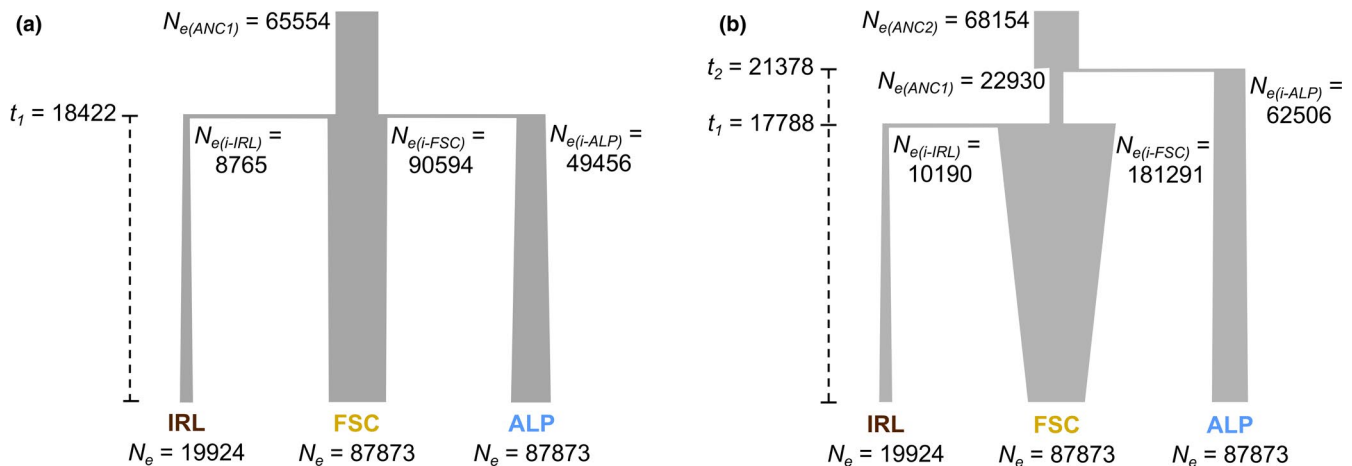 (a)
Ne(ANC1) = 65554
t1 = 18422
Ne(i-IRL) =
8765
Ne(i-FSC) =
90594
Ne(i-ALP) =
49456
IRL
FSC
ALP
Ne = 19924
Ne = 87873
Ne = 87873
(b)
Ne(ANC2) = 68154
t2 = 21378
Ne(ANC1) = 22930
Ne(i-ALP) =
62506
t1 = 17788
Ne(i-IRL) =
10190
Ne(i-FSC) =
181291
IRL
FSC
ALP
Ne = 19924
Ne = 87873
Ne = 87873